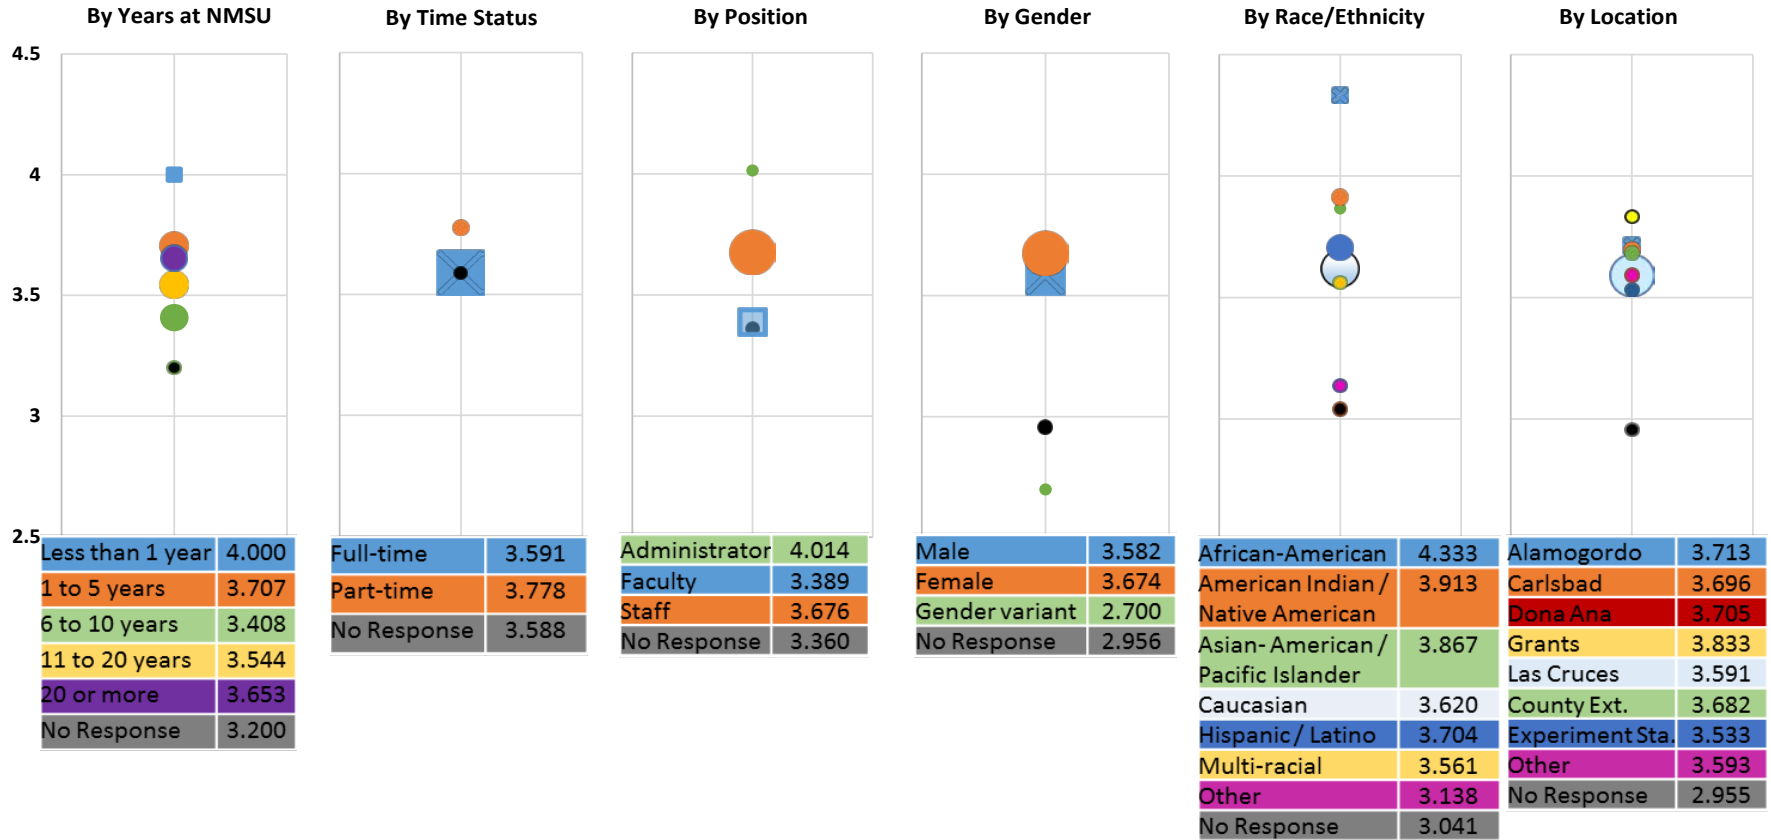 By Years at NMSU
By Time Status
By Position
By Gender
By Race/Ethnicity
By Location
4.5
4
3.5
3
2.5
Less than 1 year 4.000
1 to 5 years 3.707
6 to 10 years 3.408
11 to 20 years 3.544
20 or more 3.653
No Response 3.200
Full-time 3.591
Part-time 3.778
No Response 3.588
Administrator 4.014
Faculty 3.389
Staff 3.676
No Response 3.360
Male 3.582
Female 3.674
Gender variant 2.700
No Response 2.956
African-American 4.333
American Indian / 3.913
Native American
Asian- American / 3.867
Pacific Islander
Caucasian 3.620
Hispanic / Latino 3.704
Multi-racial 3.561
Other 3.138
No Response 3.041
Alamogordo 3.713
Carlsbad 3.696
Dona Ana 3.705
Grants 3.833
Las Cruces 3.591
County Ext. 3.682
Experiment Sta. 3.533
Other 3.593
No Response 2.955